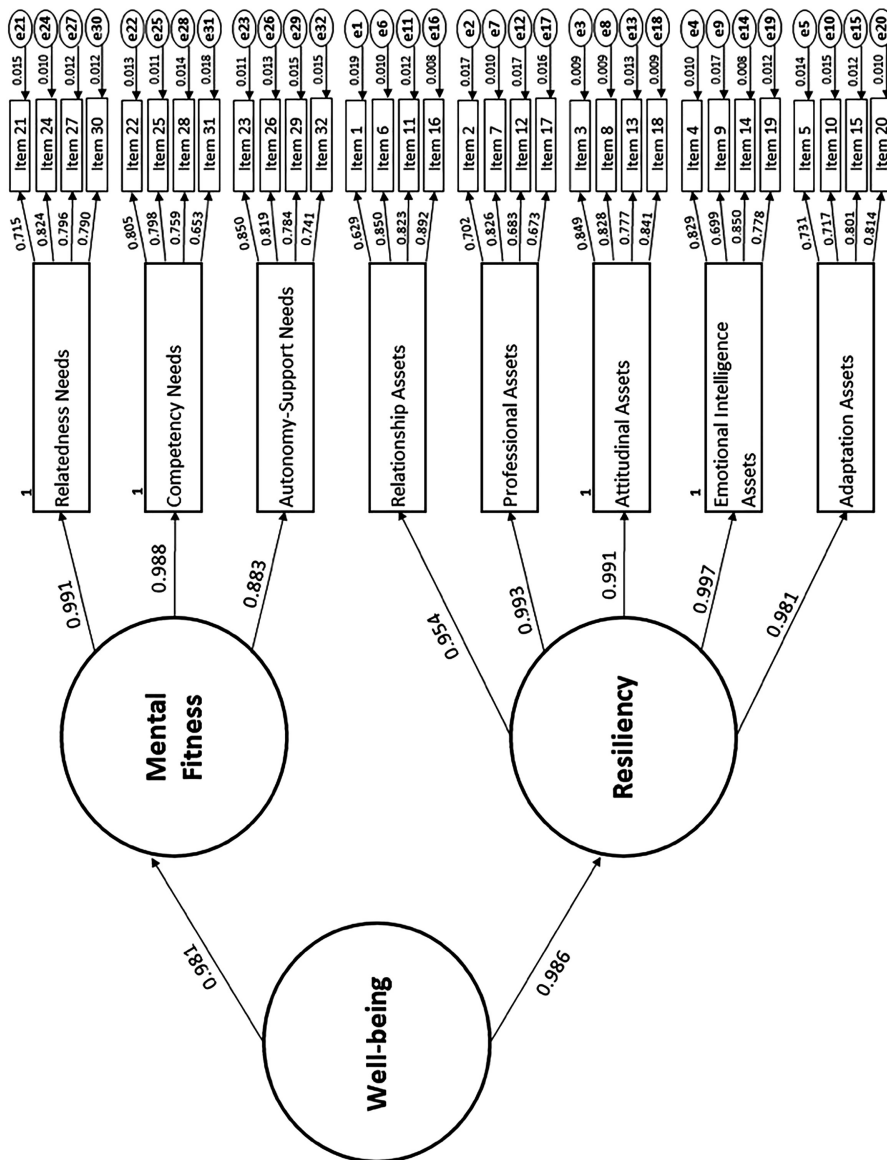 e21
e24
e27
e30
e22
e25
e28
e31
e23
e26
e29
e32
e1
e6
e11
e16
e2
e7
e12
e17
e3
e8
e13
e18
e4
e9
e14
e19
e5
e10
e15
e20
0.015
0.010
0.012
0.012
0.013
0.011
0.014
0.018
0.011
0.013
0.015
0.015
0.019
0.010
0.012
0.008
0.017
0.010
0.017
0.016
0.009
0.009
0.013
0.009
0.010
0.017
0.008
0.012
0.014
0.015
0.012
0.010
Item 21
Item 24
Item 27
Item 30
Item 22
Item 25
Item 28
Item 31
Item 23
Item 26
Item 29
Item 32
Item 1
Item 6
Item 11
Item 16
Item 2
Item 7
Item 12
Item 17
Item 3
Item 8
Item 13
Item 18
Item 4
Item 9
Item 14
Item 19
Item 5
Item 10
Item 15
Item 20
0.715
0.824
0.796
0.790
0.805
0.798
0.759
0.653
0.850
0.819
0.784
0.741
0.629
0.850
0.823
0.892
0.702
0.826
0.683
0.673
0.849
0.828
0.777
0.841
0.829
0.699
0.850
0.778
0.731
0.717
0.801
0.814
1
Relatedness Needs
1
Competency Needs
Autonomy-Support Needs
Relationship Assets
Professional Assets
1
Attitudinal Assets
1
Emotional Intelligence
Assets
Adaptation Assets
0.991
0.988
0.883
0.954
0.993
0.991
0.997
0.981
Mental
Fitness
Resiliency
0.981
0.986
Well-being